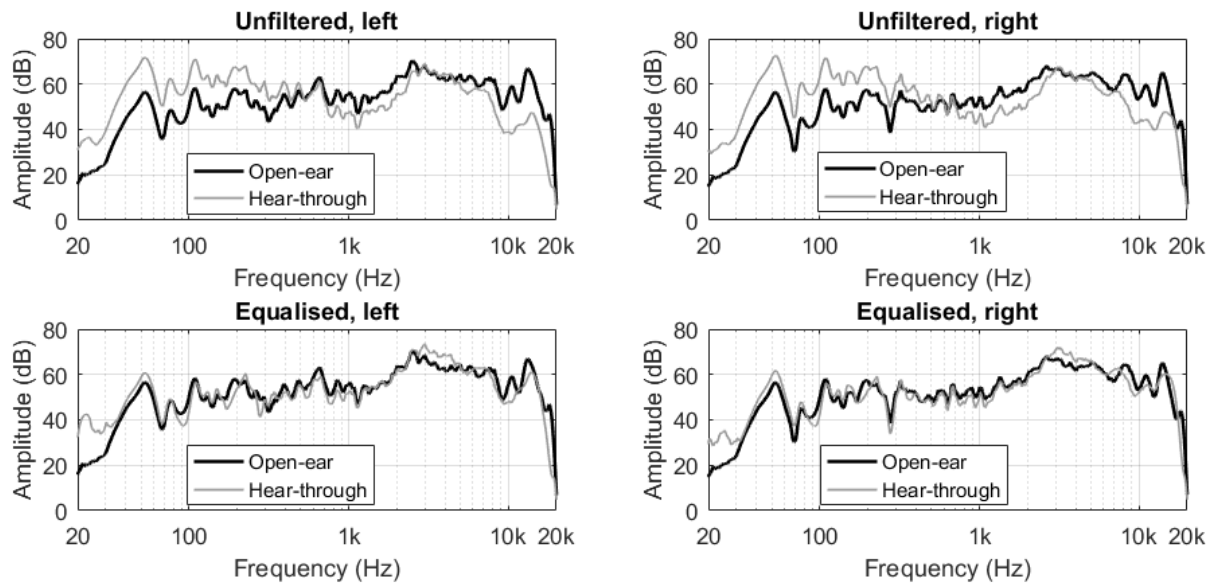 Unfiltered, left
Amplitude (dB)
80
60
40
20
0
Open-ear
Hear-through
20 100 1k 10k 20k
Frequency (Hz)
Unfiltered, right
Amplitude (dB)
80
60
40
20
0
Open-ear
Hear-through
20 100 1k 10k 20k
Frequency (Hz)
Equalised, left
Amplitude (dB)
80
60
40
20
0
Open-ear
Hear-through
20 100 1k 10k 20k
Frequency (Hz)
Equalised, right
Amplitude (dB)
80
60
40
20
0
Open-ear
Hear-through
20 100 1k 10k 20k
Frequency (Hz)